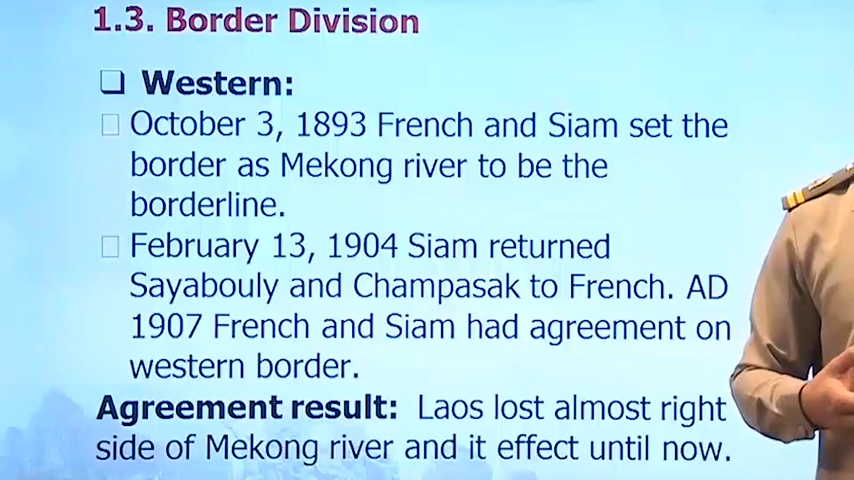 1.3. Border Division
Western:
October 3, 1893 French and Siam set the
border as Mekong river to be the
borderline.
February 13, 1904 Siam returned
Sayabouly and Champasak to French. AD
1907 French and Siam had agreement on
western border.
Agreement result: Laos lost almost right
side of Mekong river and it effect until now.